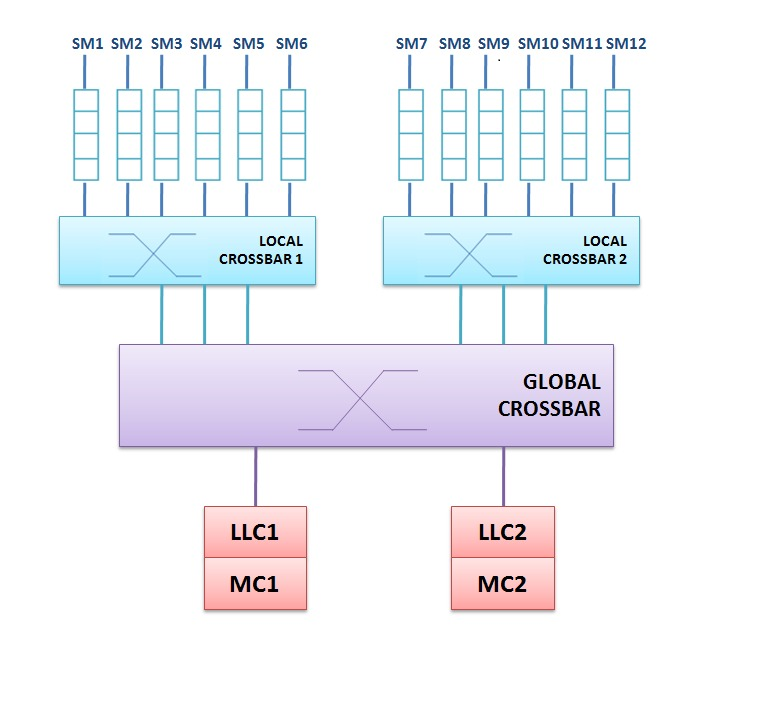 SM1 SM2 SM3 SM4 SM5 SM6 SM7 SM8 SM9 SM10 SM11 SM12
LOCAL
CROSSBAR 1
LOCAL
CROSSBAR 2
GLOBAL
CROSSBAR
LLC1
MC1
LLC2
MC2